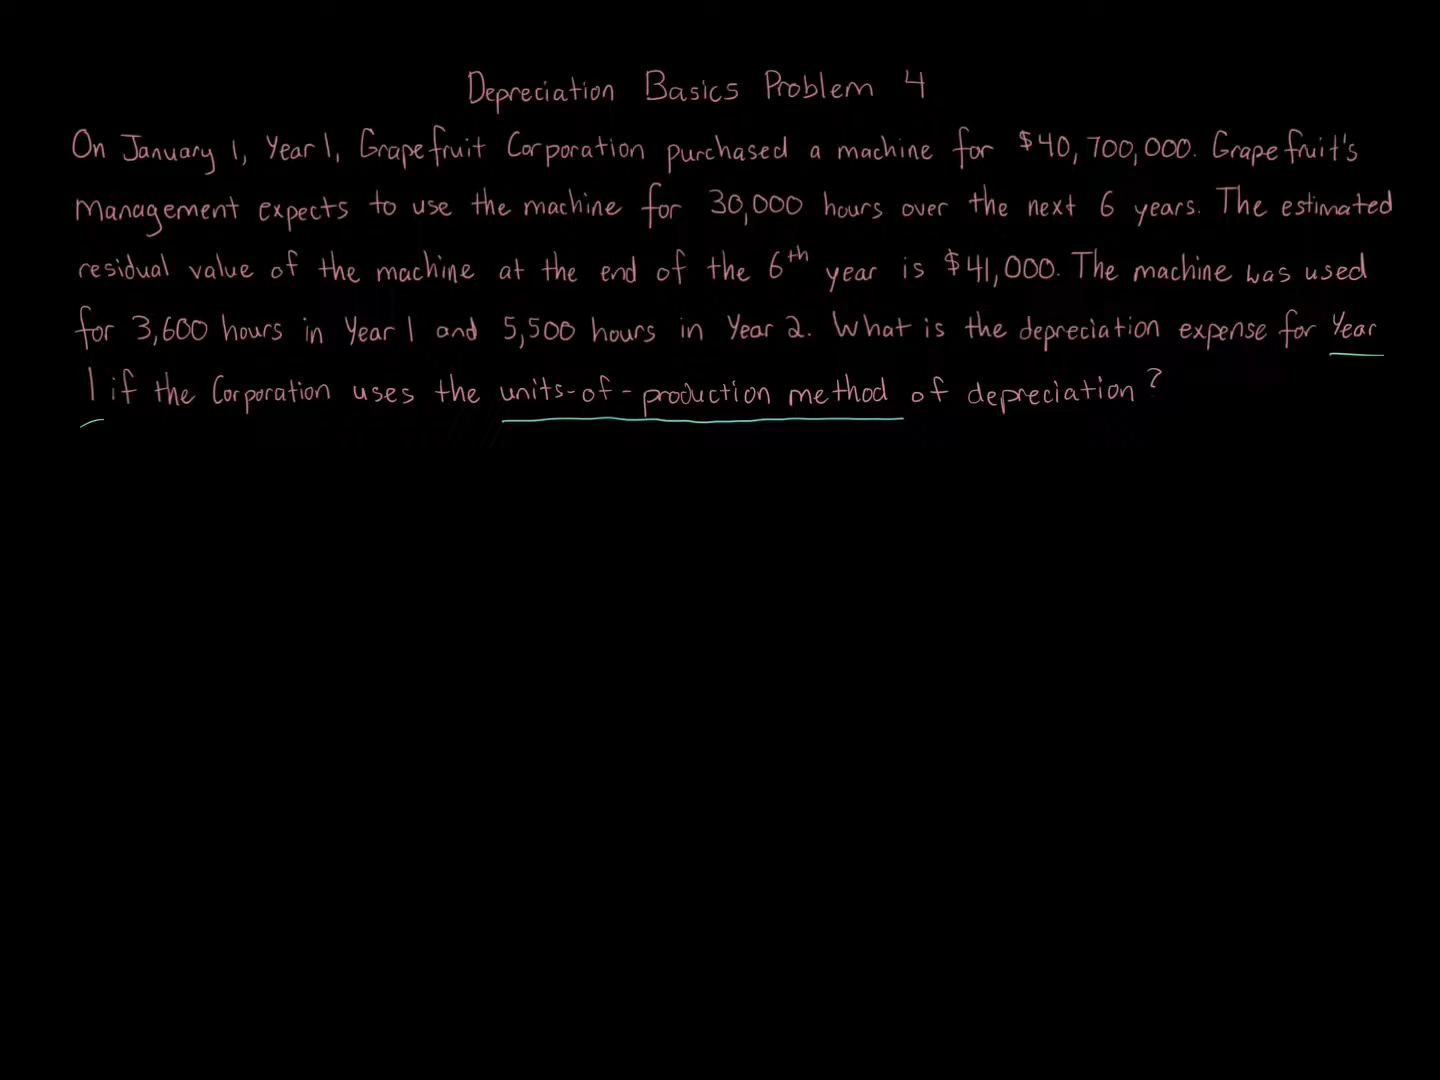 Depreciation Basics Problem 4
On January 1, Year 1, Grapefruit Corporation purchased a machine for $40,700,000. Grapefruit's
Management expects to use the machine for 30,000 hours over the next 6 years. The estimated
residual value of the machine at the end of the 6th year is $41,000. The machine was used
for 3,600 hours in Year 1 and 5,500 hours in Year 2. What is the depreciation expense for Year
1 if the Corporation uses the units-of-production method of depreciation?